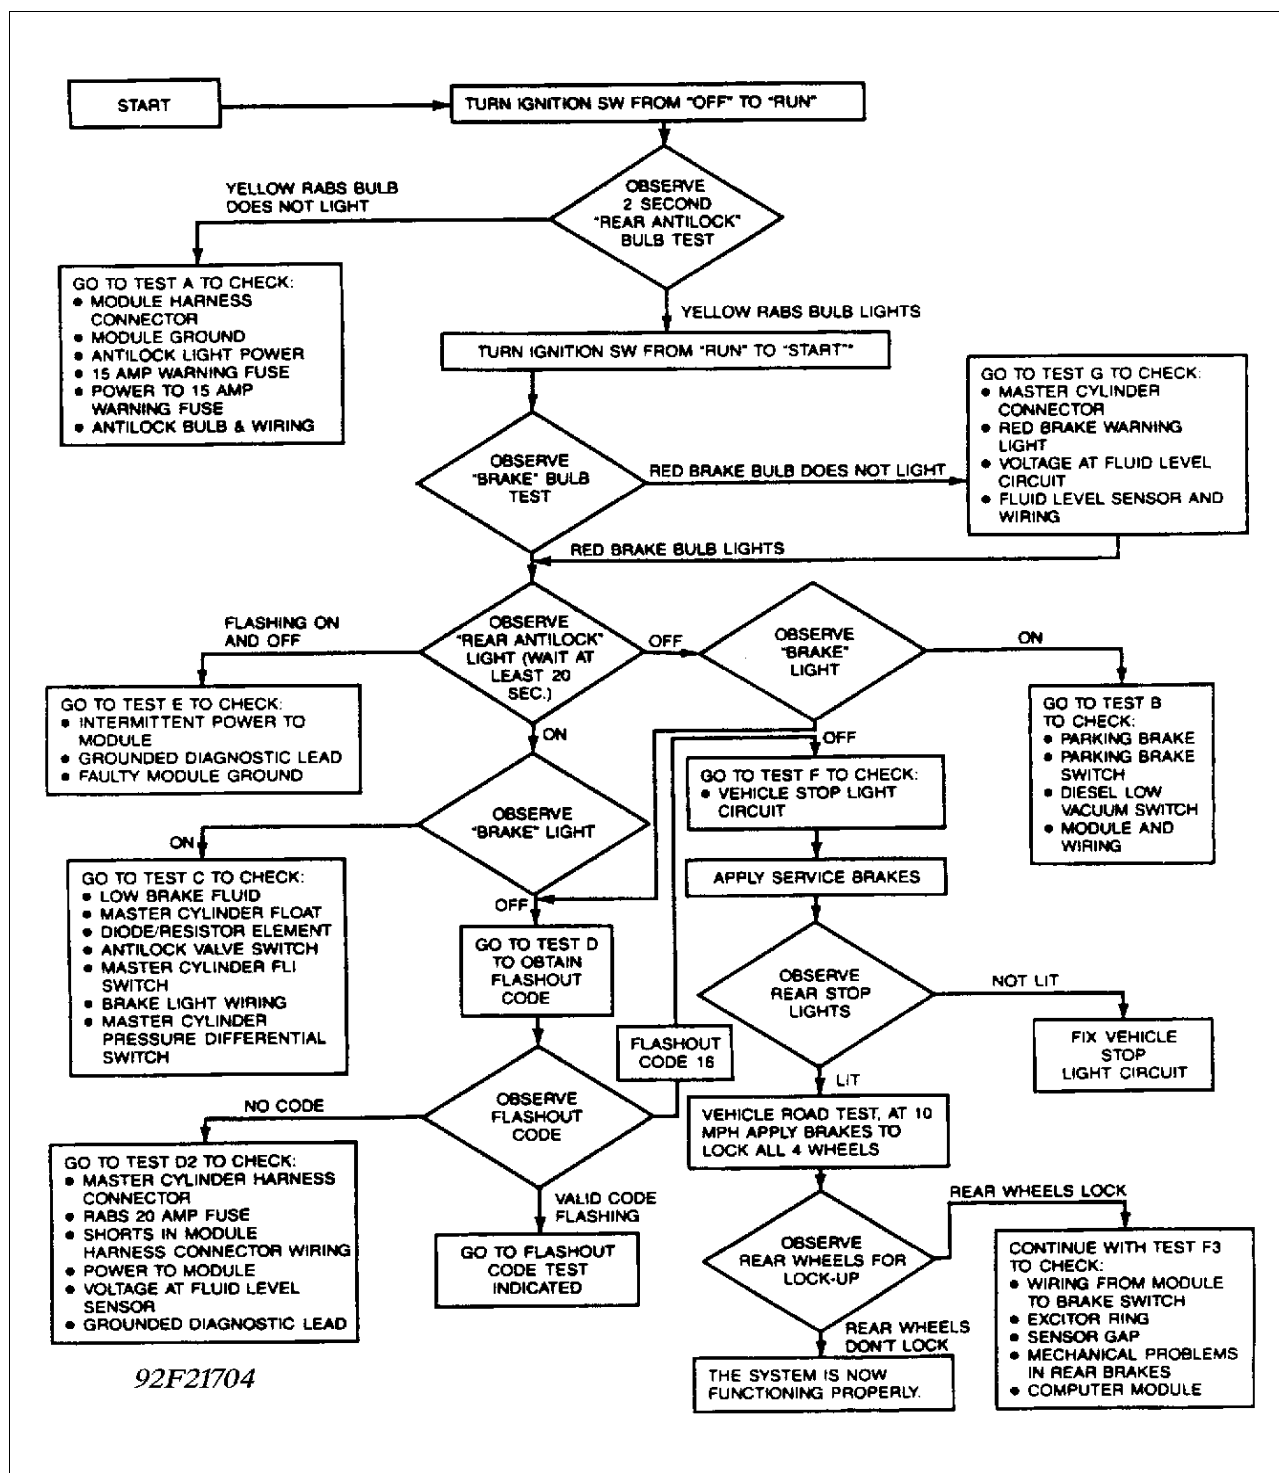 START
TURN IGNITION SW FROM "OFF" TO "RUN"
OBSERVE
2 SECOND
"REAR ANTILOCK"
BULB TEST
YELLOW RABS BULB
DOES NOT LIGHT
GO TO TEST A TO CHECK:
● MODULE HARNESS
CONNECTOR
● MODULE GROUND
● ANTILOCK LIGHT POWER
● 15 AMP WARNING FUSE
● POWER TO 15 AMP
WARNING FUSE
● ANTILOCK BULB & WIRING
YELLOW RABS BULB LIGHTS
TURN IGNITION SW FROM "RUN" TO "START""
OBSERVE
"BRAKE" BULB
TEST
RED BRAKE BULB DOES NOT LIGHT
GO TO TEST G TO CHECK:
● MASTER CYLINDER
CONNECTOR
● RED BRAKE WARNING
LIGHT
● VOLTAGE AT FLUID LEVEL
CIRCUIT
● FLUID LEVEL SENSOR AND
WIRING
RED BRAKE BULB LIGHTS
OBSERVE
"REAR ANTILOCK"
LIGHT (WAIT AT
LEAST 20
SEC.)
FLASHING ON
AND OFF
GO TO TEST E TO CHECK:
● INTERMITTENT POWER TO
MODULE
● GROUNDED DIAGNOSTIC LEAD
● FAULTY MODULE GROUND
OFF
OBSERVE
"BRAKE"
LIGHT
ON
GO TO TEST B
TO CHECK:
● PARKING BRAKE
● PARKING BRAKE
SWITCH
● DIESEL LOW
VACUUM SWITCH
● MODULE AND
WIRING
ON
OBSERVE
"BRAKE" LIGHT
ON
GO TO TEST C TO CHECK:
● LOW BRAKE FLUID
● MASTER CYLINDER FLOAT
● DIODE/RESISTOR ELEMENT
● ANTILOCK VALVE SWITCH
● MASTER CYLINDER FLI
SWITCH
● BRAKE LIGHT WIRING
● MASTER CYLINDER
PRESSURE DIFFERENTIAL
SWITCH
OFF
GO TO TEST D
TO OBTAIN
FLASHOUT
CODE
OBSERVE
FLASHOUT
CODE
NO CODE
GO TO TEST D2 TO CHECK:
● MASTER CYLINDER HARNESS
CONNECTOR
● RABS 20 AMP FUSE
● SHORTS IN MODULE
HARNESS CONNECTOR WIRING
● POWER TO MODULE
● VOLTAGE AT FLUID LEVEL
SENSOR
● GROUNDED DIAGNOSTIC LEAD
VALID CODE
FLASHING
GO TO FLASHOUT
CODE TEST
INDICATED
FLASHOUT
CODE 16
OFF
GO TO TEST F TO CHECK:
● VEHICLE STOP LIGHT
CIRCUIT
APPLY SERVICE BRAKES
OBSERVE
REAR STOP
LIGHTS
NOT LIT
FIX VEHICLE
STOP
LIGHT CIRCUIT
LIT
VEHICLE ROAD TEST, AT 10
MPH APPLY BRAKES TO
LOCK ALL 4 WHEELS
OBSERVE
REAR WHEELS FOR
LOCK-UP
REAR WHEELS LOCK
CONTINUE WITH TEST F3
TO CHECK:
● WIRING FROM MODULE
TO BRAKE SWITCH
● EXCITOR RING
● SENSOR GAP
● MECHANICAL PROBLEMS
IN REAR BRAKES
● COMPUTER MODULE
REAR WHEELS
DON'T LOCK
THE SYSTEM IS NOW
FUNCTIONING PROPERLY.
92F21704